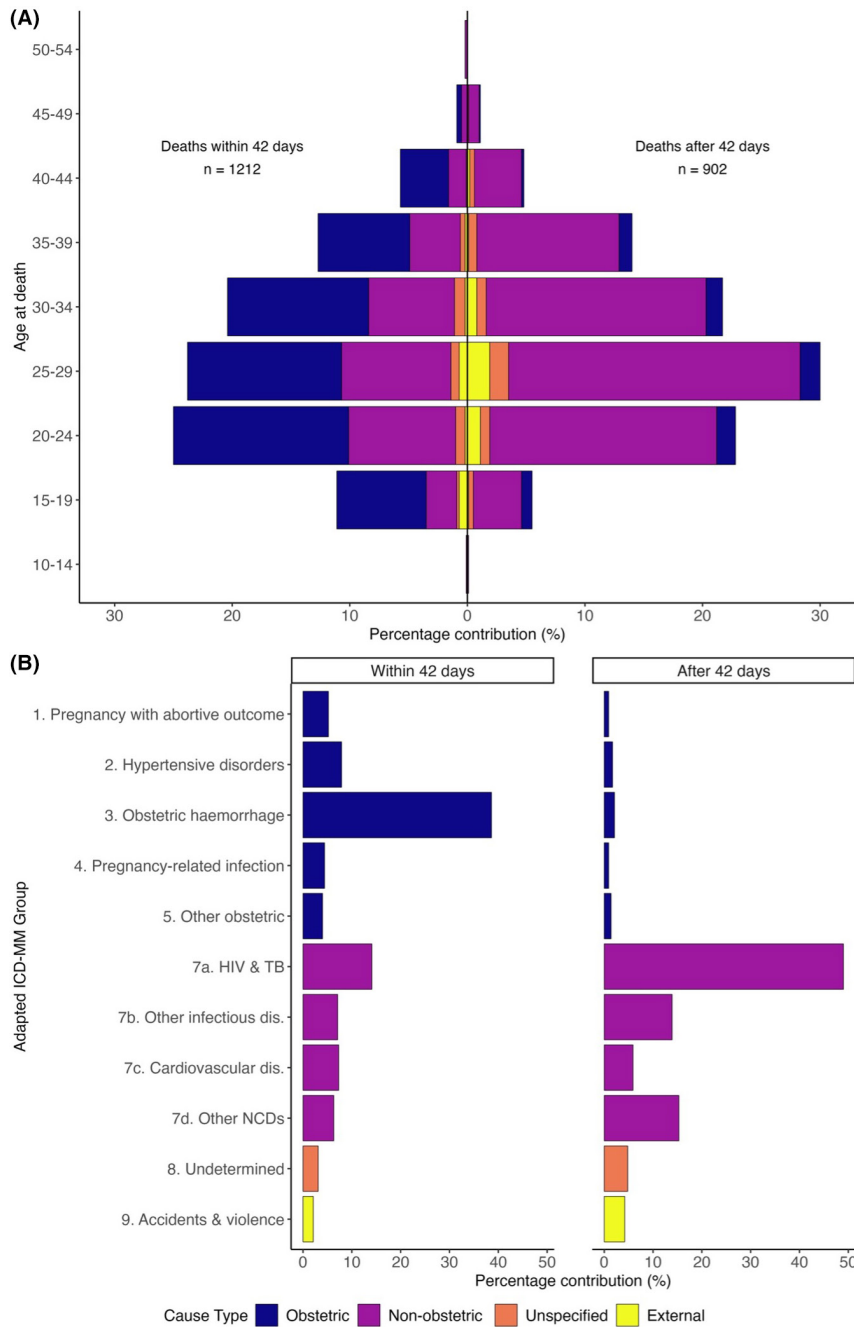 (A)
50-54
45-49
40-44
35-39
30-34
25-29
20-24
15-19
10-14
Age at death
Deaths within 42 days
n = 1212
Deaths after 42 days
n = 902
30 20 10 0 10 20 30
Percentage contribution (%)
(B)
Within 42 days After 42 days
Adapted ICD-MM Group
1. Pregnancy with abortive outcome
2. Hypertensive disorders
3. Obstetric haemorrhage
4. Pregnancy-related infection
5. Other obstetric
7a. HIV & TB
7b. Other infectious dis.
7c. Cardiovascular dis.
7d. Other NCDs
8. Undetermined
9. Accidents & violence
0 10 20 30 40 50 0 10 20 30 40 50
Percentage contribution (%)
Cause Type Obstetric Non-obstetric Unspecified External